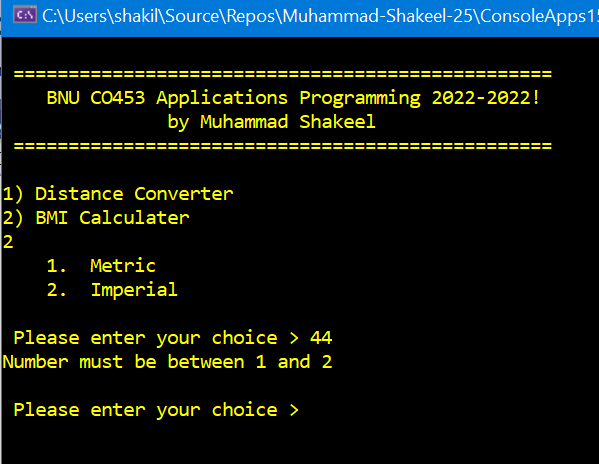 C:\Users\shakil\Source\Repos\Muhammad-Shakeel-25\ConsoleApps15
=================================================
BNU CO453 Applications Programming 2022-2022!
by Muhammad Shakeel
=================================================
1) Distance Converter
2) BMI Calculater
2
1. Metric
2. Imperial
Please enter your choice > 44
Number must be between 1 and 2
Please enter your choice >